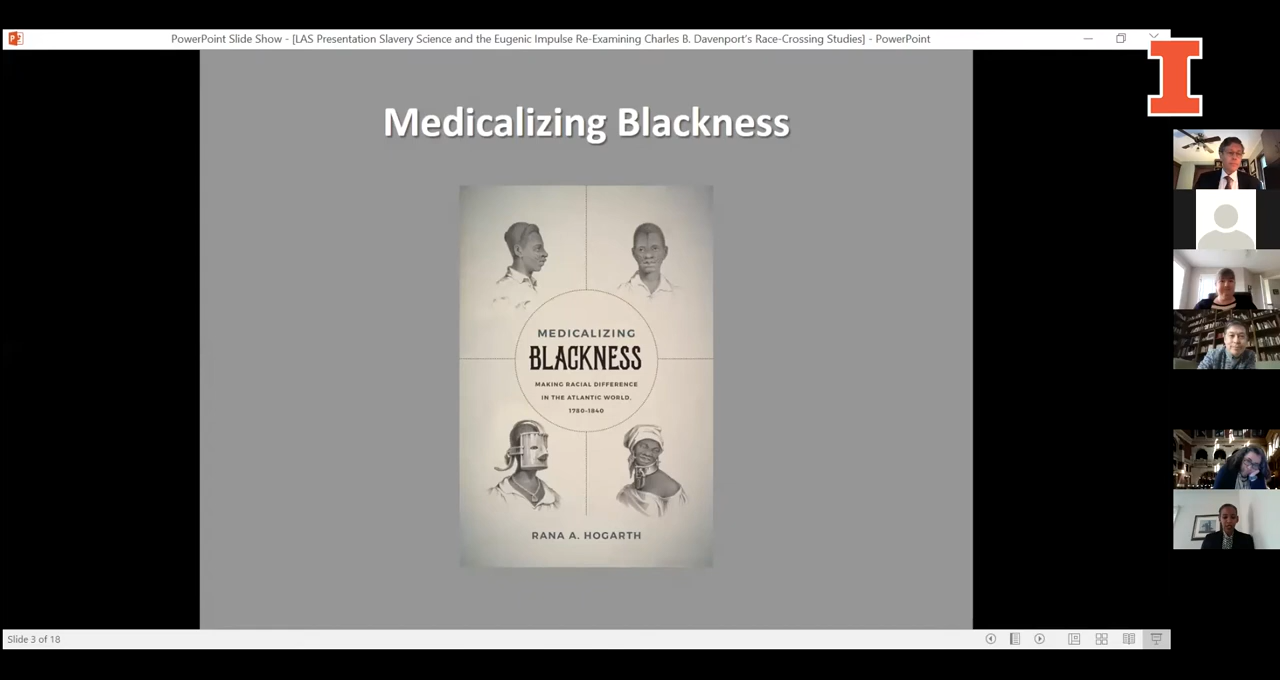 PowerPoint Slide Show - [LAS Presentation Slavery Science and the Eugenic Impulse Re-Examining Charles B. Davenport's Race-Crossing Studies] - PowerPoint
I
Medicalizing Blackness
MEDICALIZING
BLACKNESS
MAKING RACIAL DIFFERENCE
IN THE ATLANTIC WORLD,
1780-1840
RANA A. HOGARTH
Slide 3 of 18